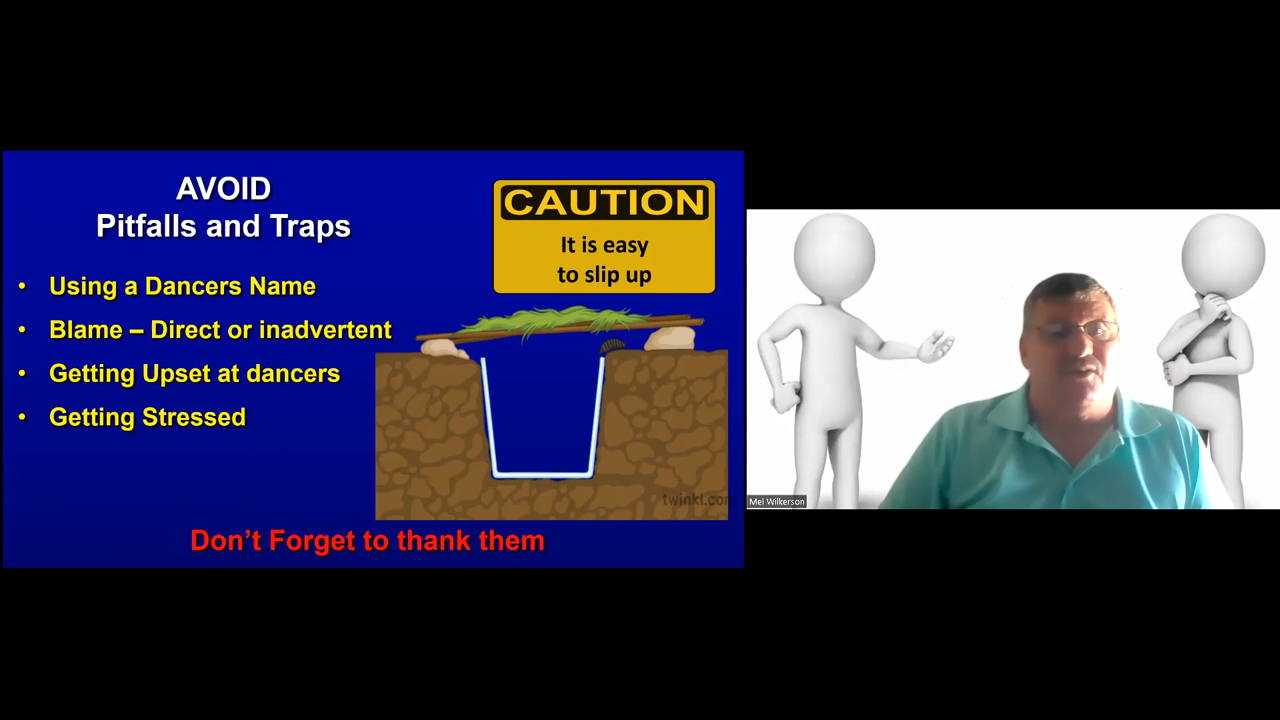 AVOID
Pitfalls and Traps
• Using a Dancers Name
• Blame – Direct or inadvertent
• Getting Upset at dancers
• Getting Stressed
CAUTION
It is easy
to slip up
twinkl.com
Don't Forget to thank them
Mel Wilkerson